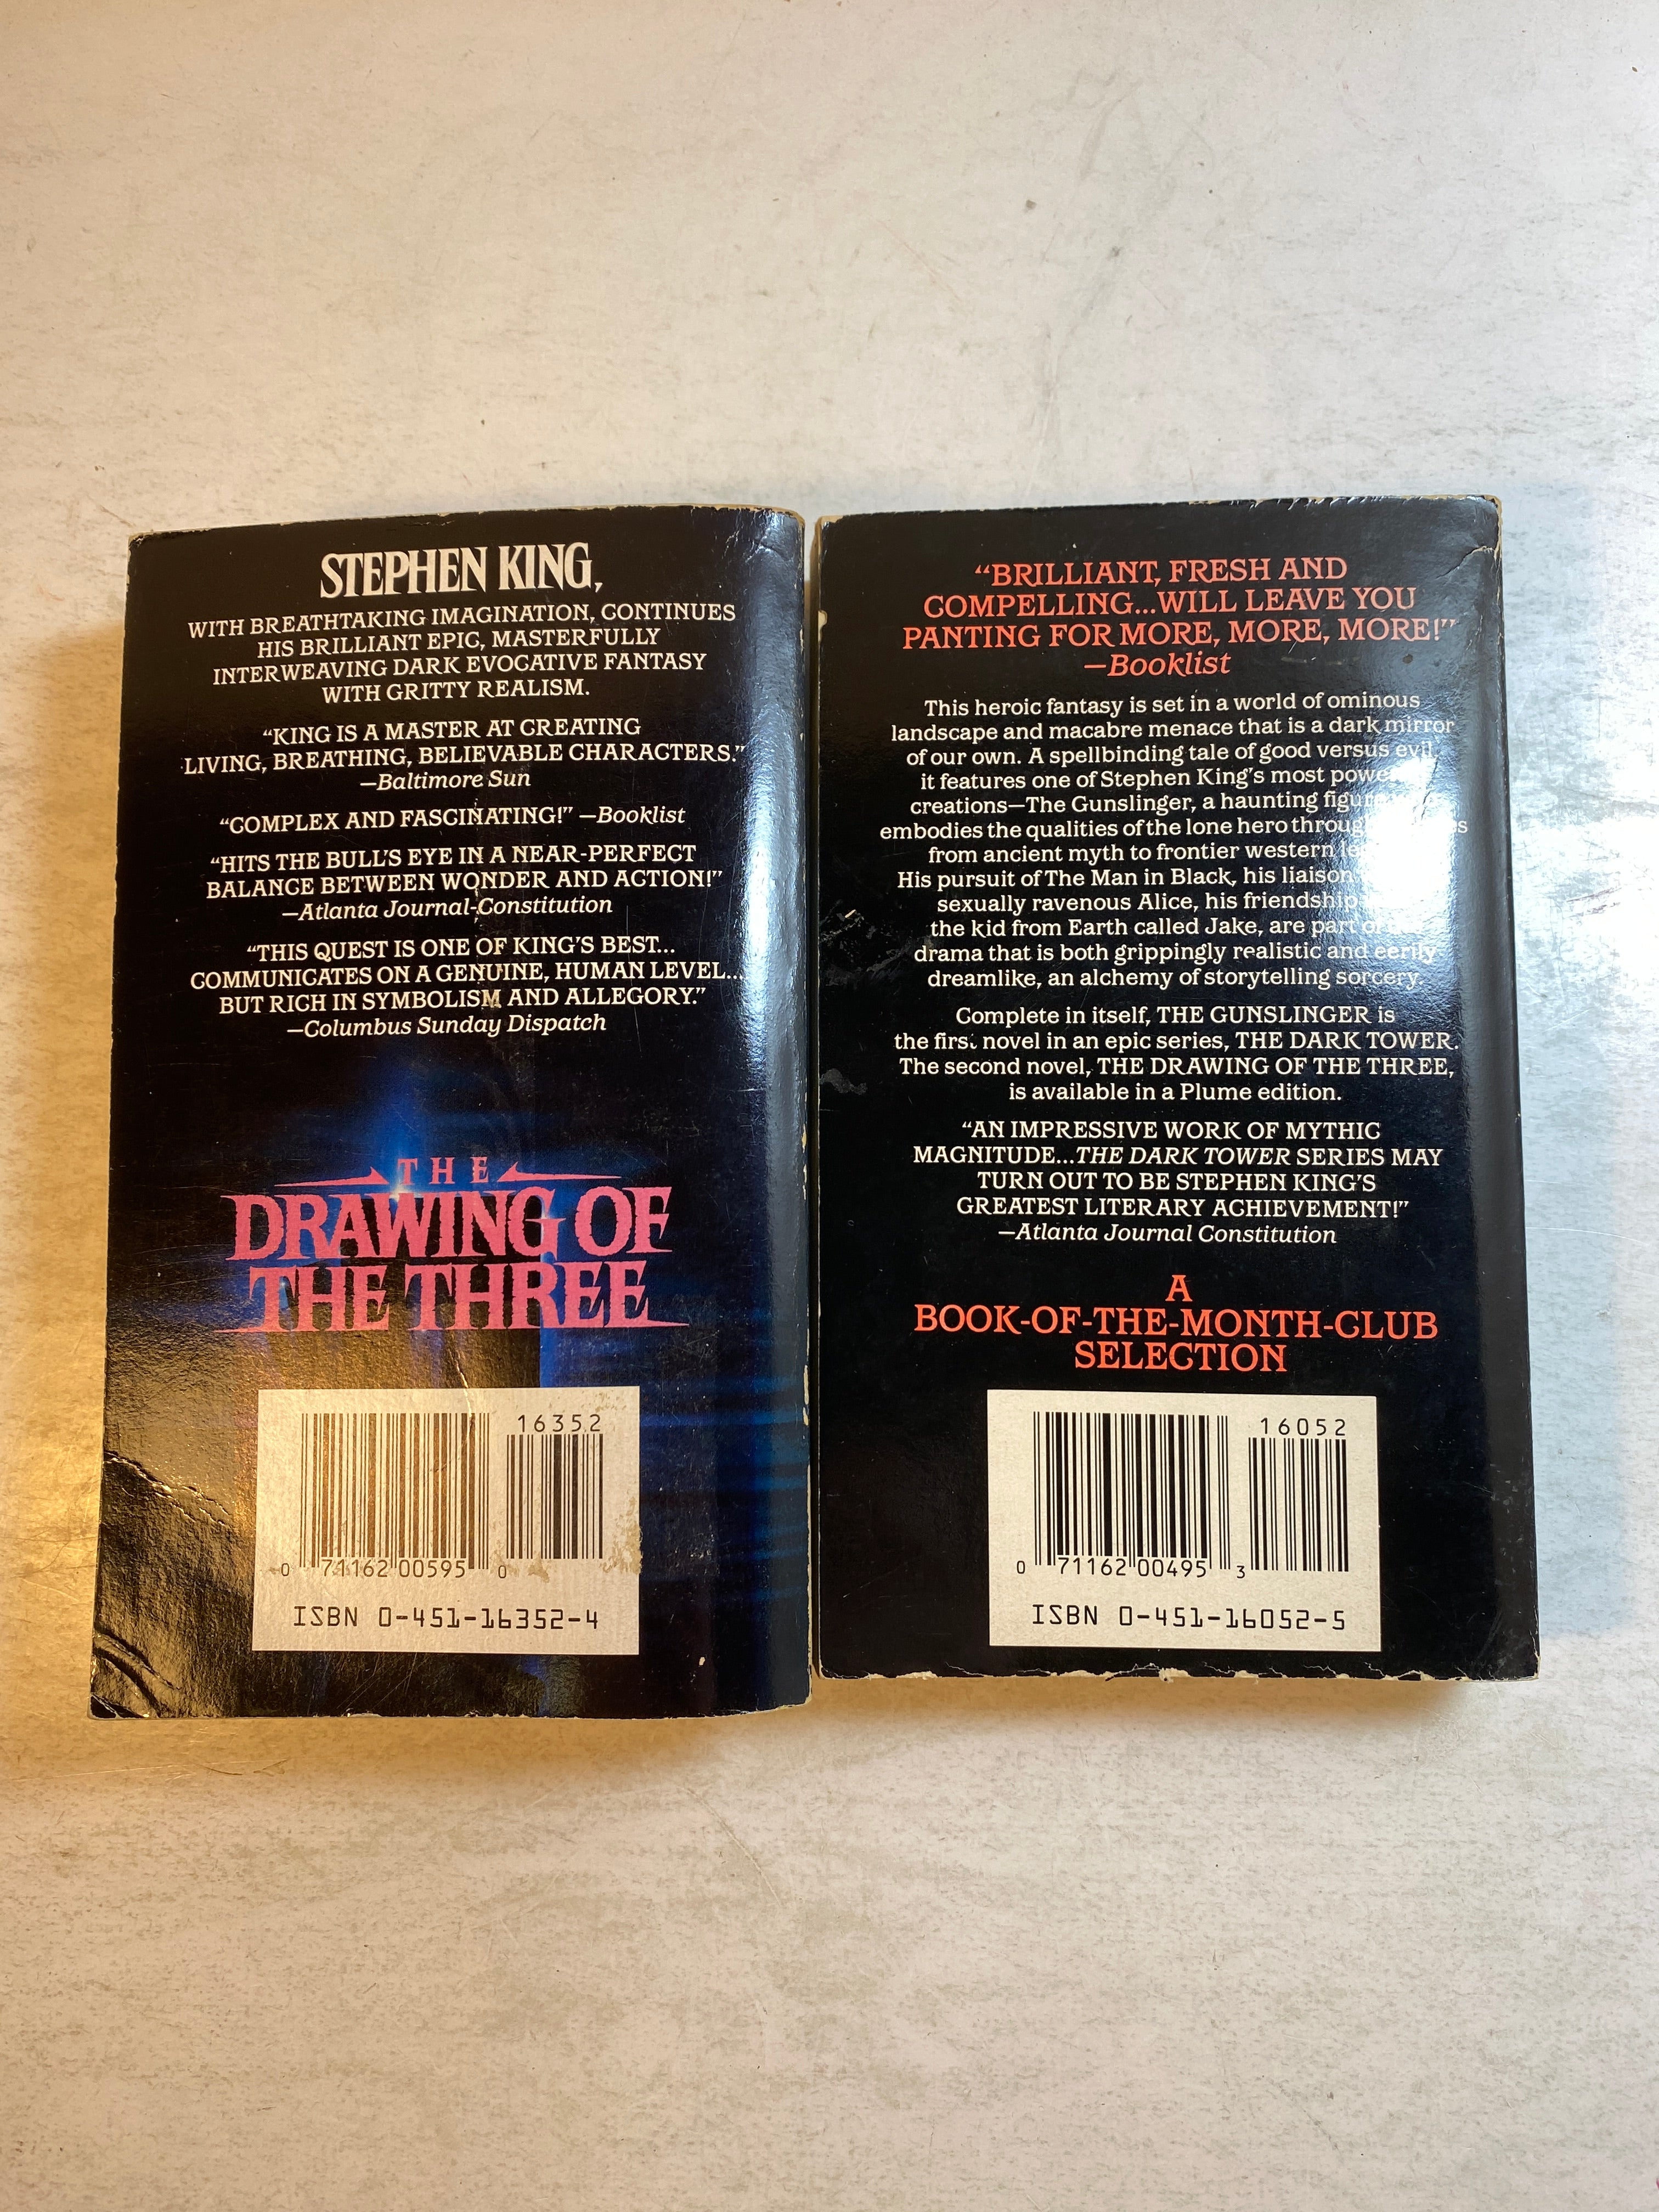 STEPHEN KING,
WITH BREATHTAKING IMAGINATION, CONTINUES
HIS BRILLIANT EPIC, MASTERFULLY
INTERWEAVING DARK EVOCATIVE FANTASY
WITH GRITTY REALISM.
“KING IS A MASTER AT CREATING
LIVING, BREATHING, BELIEVABLE CHARACTERS.”
—Baltimore Sun
“COMPLEX AND FASCINATING!” —Booklist
“HITS THE BULL'S EYE IN A NEAR-PERFECT
BALANCE BETWEEN WONDER AND ACTION!”
—Atlanta Journal-Constitution
“THIS QUEST IS ONE OF KING'S BEST...
COMMUNICATES ON A GENUINE, HUMAN LEVEL...
BUT RICH IN SYMBOLISM AND ALLEGORY.”
—Columbus Sunday Dispatch
THE
DRAWING OF
THE THREE
16352
0 71162 00595 0
ISBN 0-451-16352-4
“BRILLIANT, FRESH AND
COMPELLING...WILL LEAVE YOU
PANTING FOR MORE, MORE, MORE!”
—Booklist
This heroic fantasy is set in a world of ominous
landscape and macabre menace that is a dark mirror
of our own. A spellbinding tale of good versus evil,
it features one of Stephen King's most
creations—The Gunslinger, a haunting
embodies the qualities of the lone hero
from ancient myth to frontier western
His pursuit of The Man in Black, his liaison
sexually ravenous Alice, his friendship
the kid from Earth called Jake, are part of
drama that is both grippingly realistic and eerily
dreamlike, an alchemy of storytelling sorcery.
Complete in itself, THE GUNSLINGER is
the first novel in an epic series, THE DARK TOWER.
The second novel, THE DRAWING OF THE THREE,
is available in a Plume edition.
“AN IMPRESSIVE WORK OF MYTHIC
MAGNITUDE...THE DARK TOWER SERIES MAY
TURN OUT TO BE STEPHEN KING'S
GREATEST LITERARY ACHIEVEMENT!”
—Atlanta Journal Constitution
A
BOOK-OF-THE-MONTH-CLUB
SELECTION
16052
0 71162 00495 3
ISBN 0-451-16052-5